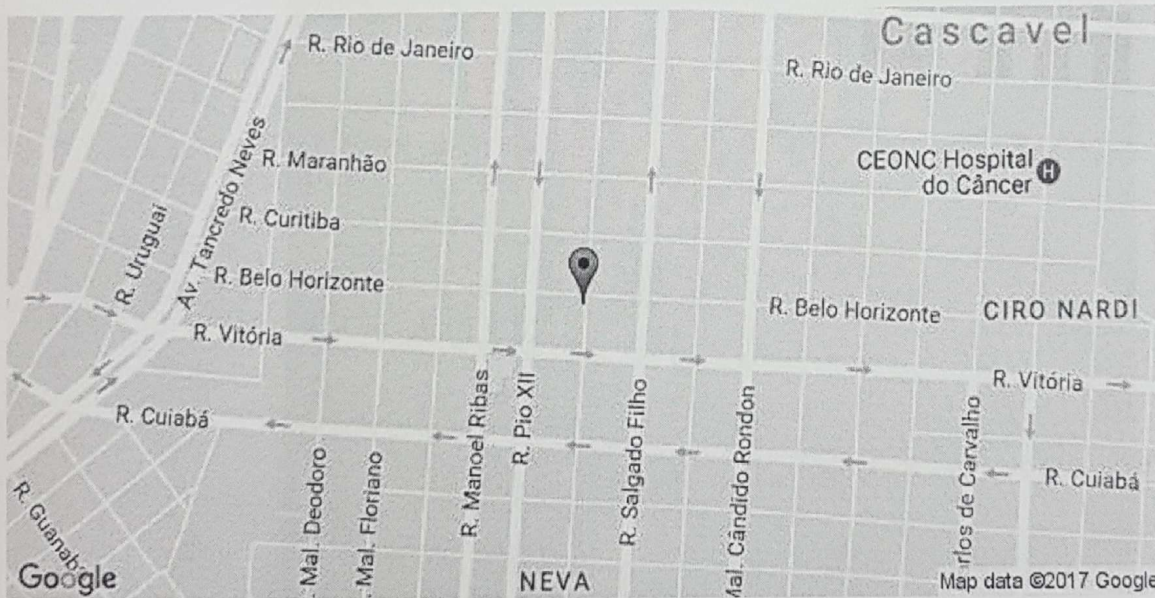 Cascavel
R. Rio de Janeiro
R. Rio de Janeiro
R. Maranhão
CEONC Hospital
do Câncer
H
R. Uruguai
Av. Tancredo Neves
R. Curitiba
R. Belo Horizonte
R. Belo Horizonte
CIRO NARDI
R. Vitória
R. Vitória
R. Cuiabá
R. Manoel Ribas
R. Pio XII
R. Salgado Filho
Mal. Cândido Rondon
rlos de Carvalho
R. Cuiabá
R. Guanaba
. Mal. Deodoro
. Mal. Floriano
Google
NEVA
Map data ©2017 Google